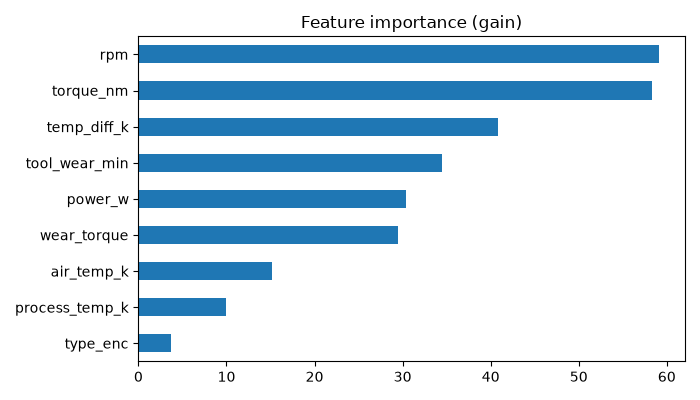 Feature importance (gain)
rpm
torque_nm
temp_diff_k
tool_wear_min
power_w
wear_torque
air_temp_k
process_temp_k
type_enc
0 10 20 30 40 50 60